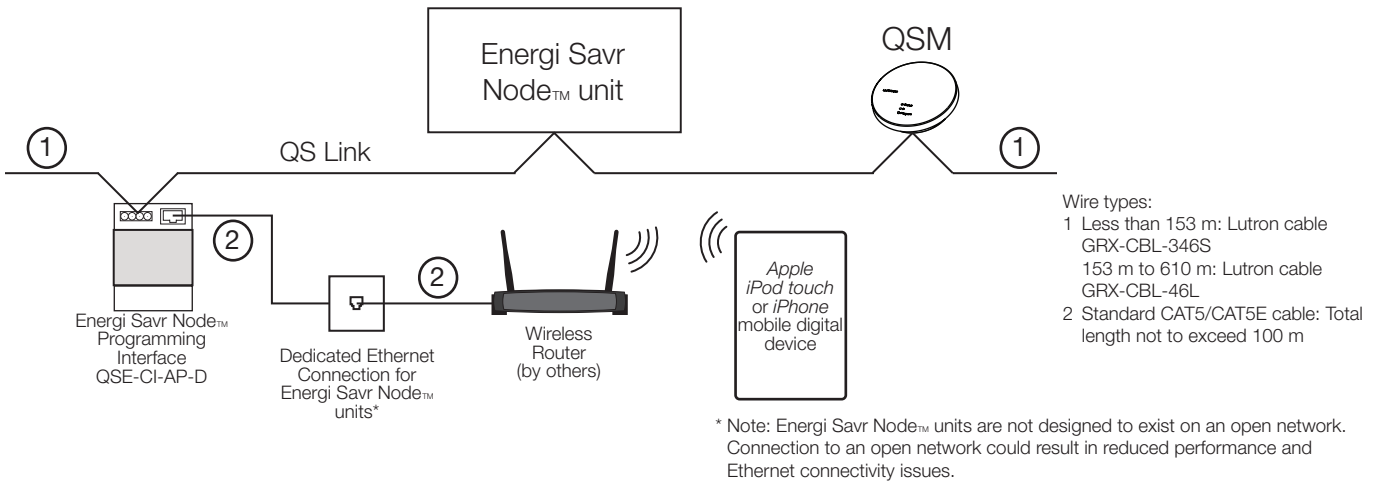 Energi Savr
Node™ unit
QSM
1
QS Link
1
2
2
Energi Savr Node™
Programming
Interface
QSE-CI-AP-D
Dedicated Ethernet
Connection for
Energi Savr Node™
units*
Wireless
Router
(by others)
Apple
iPod touch
or iPhone
mobile digital
device
Wire types:
1 Less than 153 m: Lutron cable
GRX-CBL-346S
153 m to 610 m: Lutron cable
GRX-CBL-46L
2 Standard CAT5/CAT5E cable: Total
length not to exceed 100 m
* Note: Energi Savr Node™ units are not designed to exist on an open network.
Connection to an open network could result in reduced performance and
Ethernet connectivity issues.